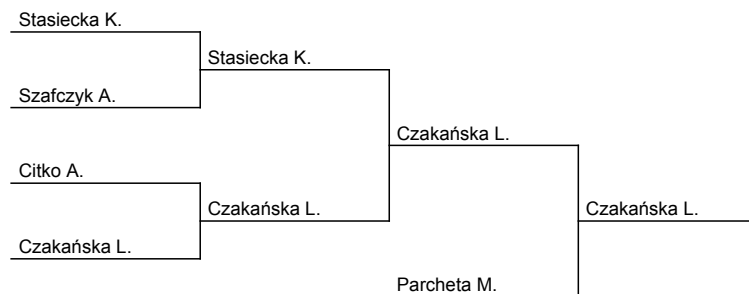 Stasiecka K.
Stasiecka K.
Szafczyk A.
Czakańska L.
Citko A.
Czakańska L.
Czakańska L.
Czakańska L.
Parcheta M.